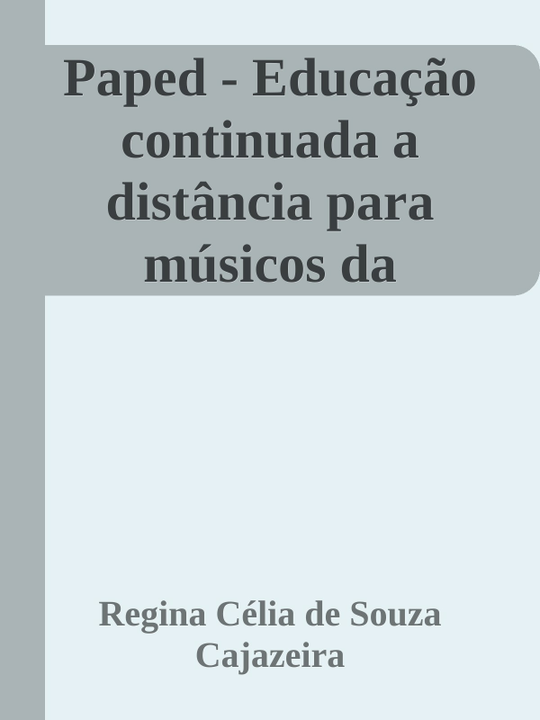 Paped - Educação
continuada a
distância para
músicos da
Regina Célia de Souza
Cajazeira